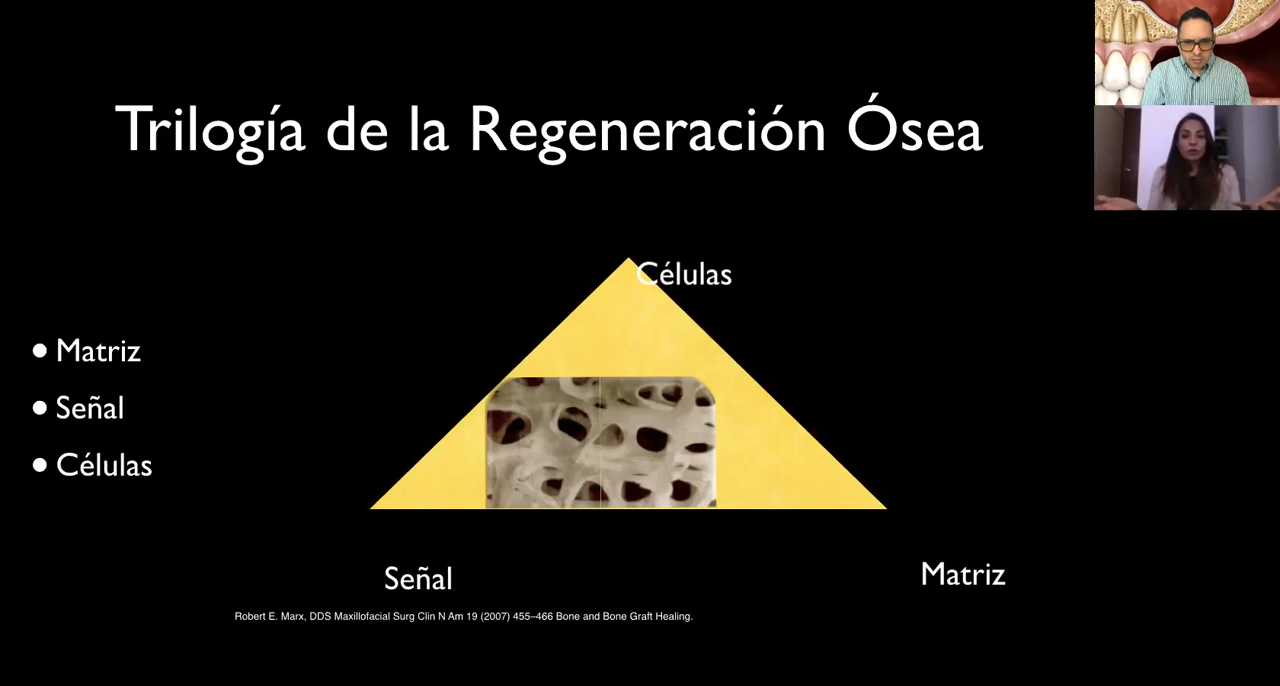 Trilogía de la Regeneración Ósea
Células
• Matriz
• Señal
• Células
Señal
Matriz
Robert E. Marx, DDS Maxillofacial Surg Clin N Am 19 (2007) 455–466 Bone and Bone Graft Healing.